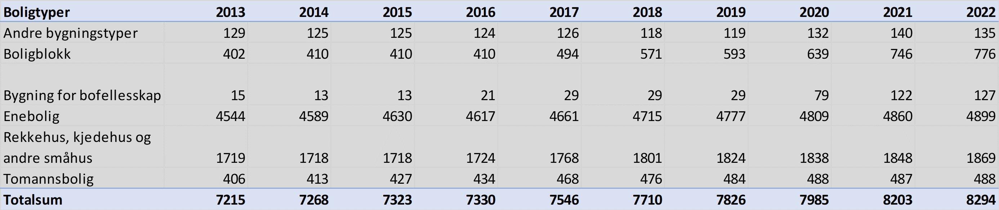 Boligtyper 2013 2014 2015 2016 2017 2018 2019 2020 2021 2022
Andre bygningstyper 129 125 125 124 126 118 119 132 140 135
Boligblokk 402 410 410 410 494 571 593 639 746 776
Bygning for bofellesskap 15 13 13 21 29 29 29 79 122 127
Enebolig 4544 4589 4630 4617 4661 4715 4777 4809 4860 4899
Rekkehus, kjedehus og
andre småhus 1719 1718 1718 1724 1768 1801 1824 1838 1848 1869
Tomannsbolig 406 413 427 434 468 476 484 488 487 488
Totalsum 7215 7268 7323 7330 7546 7710 7826 7985 8203 8294